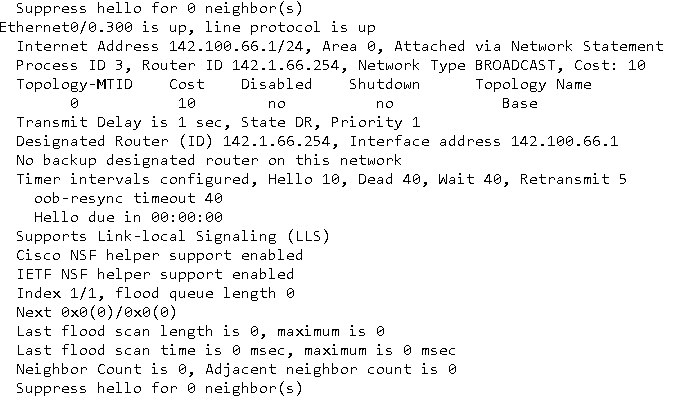 Suppress hello for 0 neighbor(s)
Ethernet0/0.300 is up, line protocol is up
Internet Address 142.100.66.1/24, Area 0, Attached via Network Statement
Process ID 3, Router ID 142.1.66.254, Network Type BROADCAST, Cost: 10
Topology-MTID Cost Disabled Shutdown Topology Name
0 10 no no Base
Transmit Delay is 1 sec, State DR, Priority 1
Designated Router (ID) 142.1.66.254, Interface address 142.100.66.1
No backup designated router on this network
Timer intervals configured, Hello 10, Dead 40, Wait 40, Retransmit 5
oob-resync timeout 40
Hello due in 00:00:00
Supports Link-local Signaling (LLS)
Cisco NSF helper support enabled
IETF NSF helper support enabled
Index 1/1, flood queue length 0
Next 0x0(0)/0x0(0)
Last flood scan length is 0, maximum is 0
Last flood scan time is 0 msec, maximum is 0 msec
Neighbor Count is 0, Adjacent neighbor count is 0
Suppress hello for 0 neighbor(s)